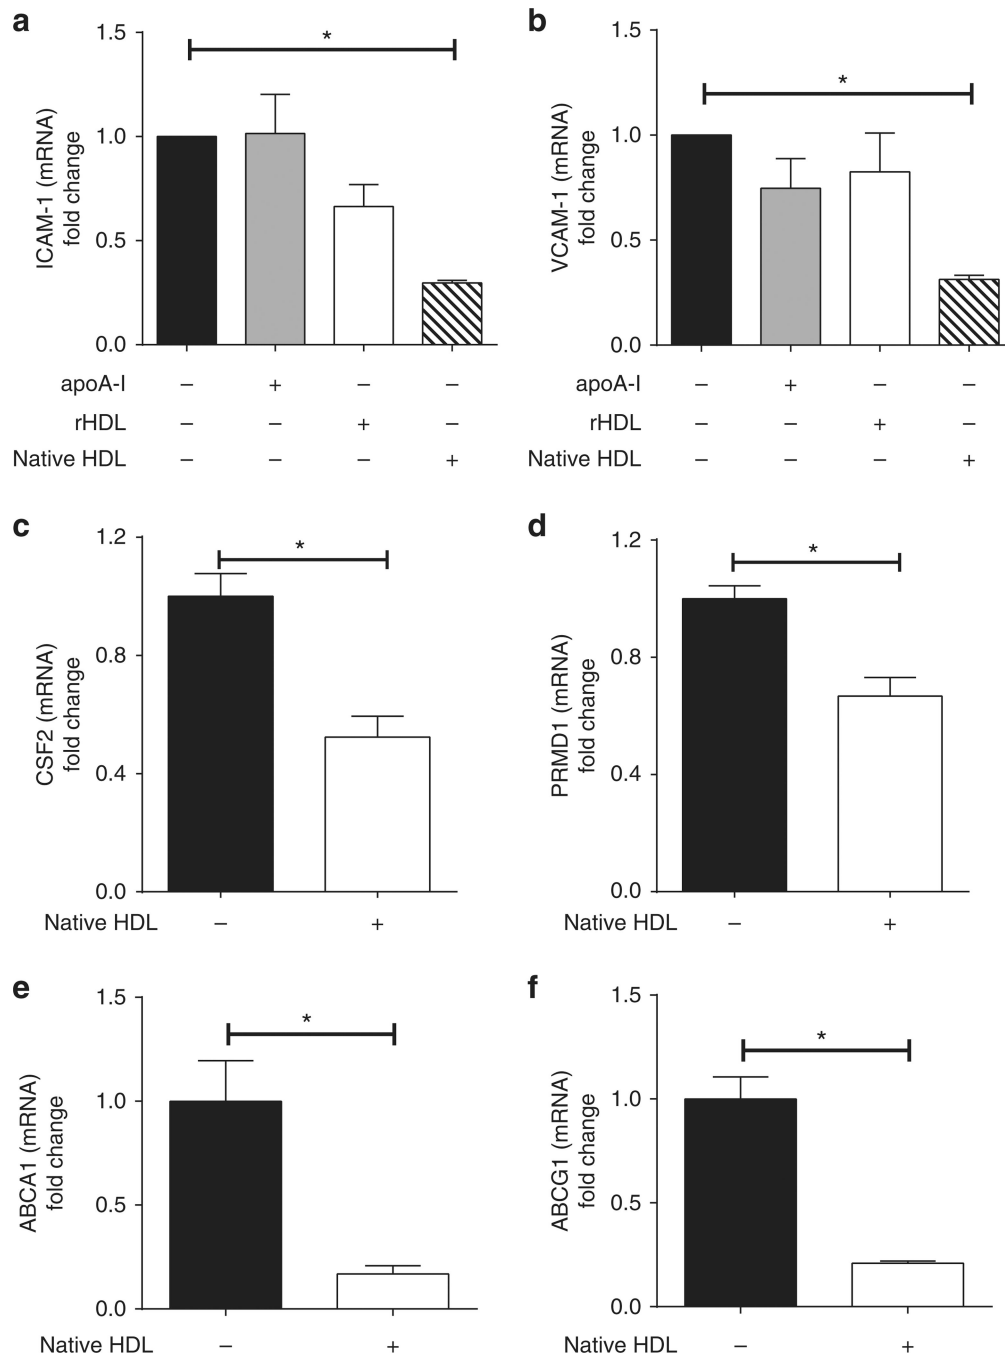 a
1.5
1.0
0.5
0.0
ICAM-1 (mRNA)
fold change
*
apoA-I – + – –
rHDL – – + –
Native HDL – – – +
b
1.5
1.0
0.5
0.0
VCAM-1 (mRNA)
fold change
*
apoA-I – + – –
rHDL – – + –
Native HDL – – – +
c
1.2
0.8
0.4
0.0
CSF2 (mRNA)
fold change
*
Native HDL – +
d
1.2
0.8
0.4
0.0
PRMD1 (mRNA)
fold change
*
Native HDL – +
e
1.5
1.0
0.5
0.0
ABCA1 (mRNA)
fold change
*
Native HDL – +
f
1.5
1.0
0.5
0.0
ABCG1 (mRNA)
fold change
*
Native HDL – +